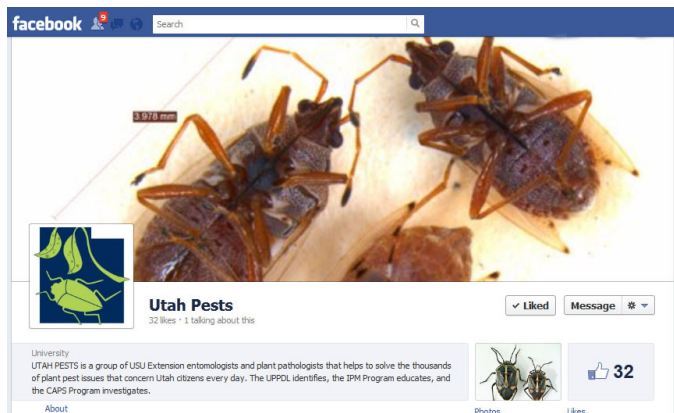 facebook
9
Search
3.978 mm
Utah Pests
32 likes · 1 talking about this
Liked
Message
University
UTAH PESTS is a group of USU Extension entomologists and plant pathologists that helps to solve the thousands
of plant pest issues that concern Utah citizens every day. The UPPDL identifies, the IPM Program educates, and
the CAPS Program investigates.
32
About
Photos
Likes